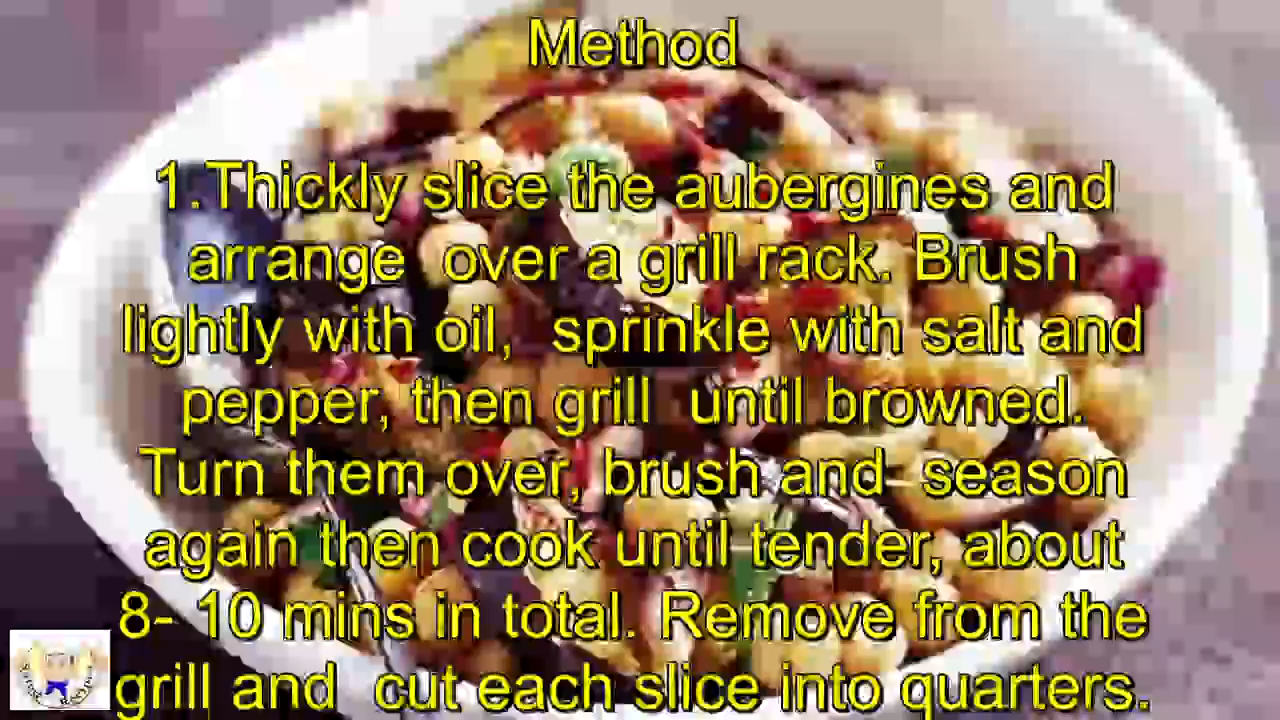 Method
1.Thickly slice the aubergines and
arrange  over a grill rack. Brush
lightly with oil,  sprinkle with salt and
pepper, then grill  until browned.
Turn them over, brush and  season
again then cook until tender, about
8- 10 mins in total. Remove from the
grill and  cut each slice into quarters.